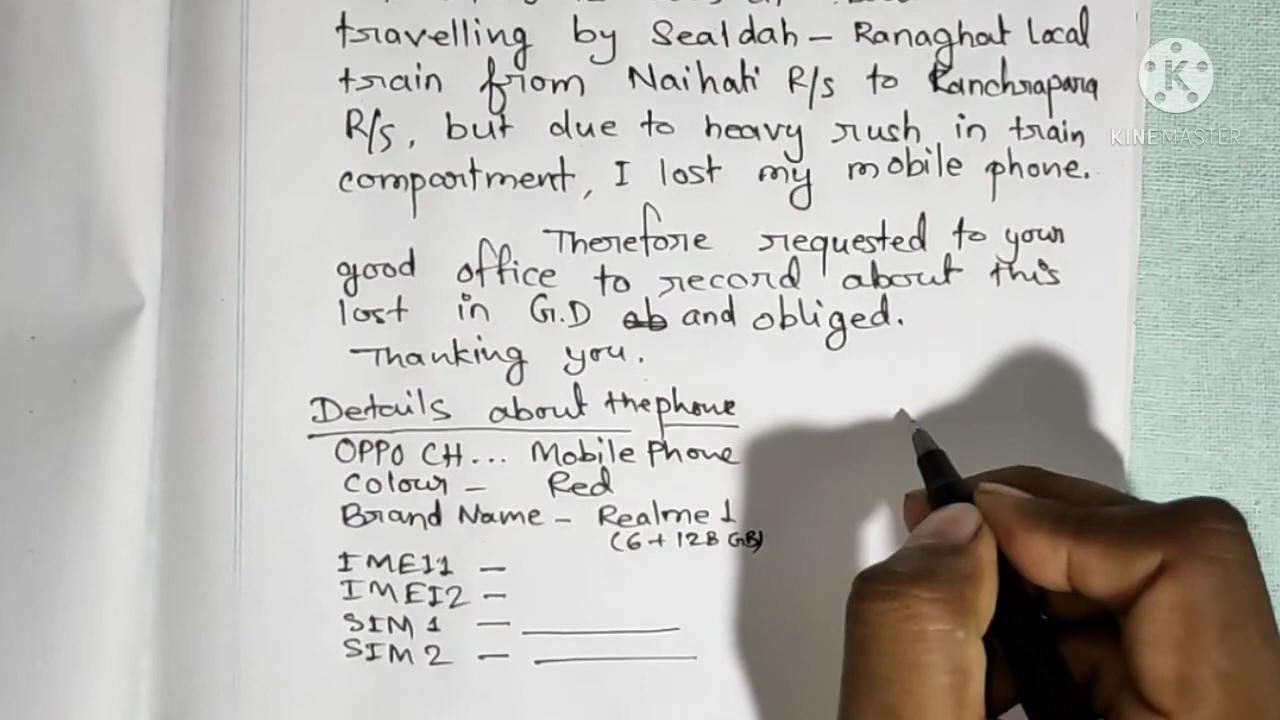 travelling by Sealdah - Ranaghat local
train from Naihati R/s to Kanchrapara
R/s, but due to heavy rush in train
compartment, I lost my mobile phone.
Therefore requested to your
good office to record about this
lost in G.D and obliged.
Thanking you.
Details about the phone
OPPO CH... Mobile Phone
Colour - Red
Brand Name - Realme 1
(6 + 128 GB)
IMEI1 -
IMEI2 -
SIM 1 -
SIM 2 -
K
KINEMASTER